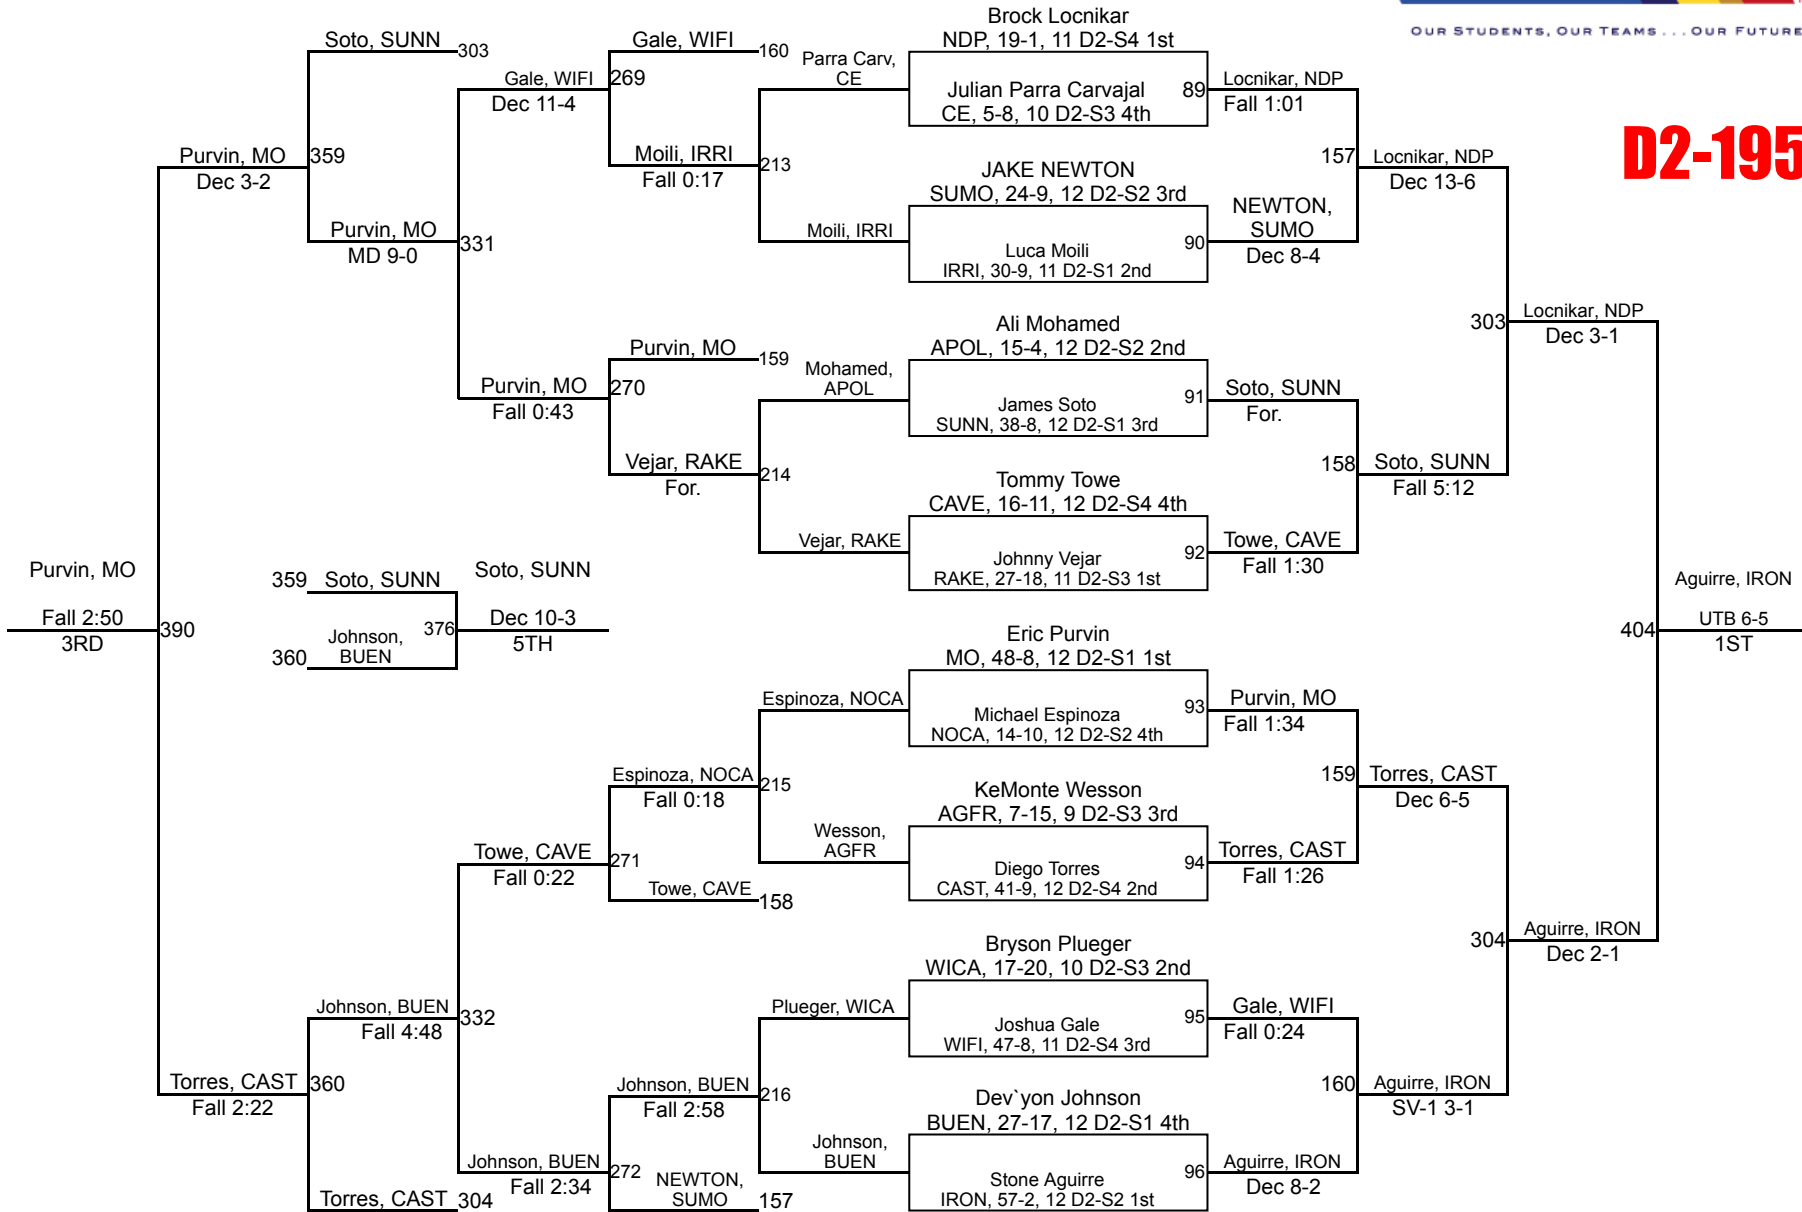 OUR STUDENTS, OUR TEAMS . . . OUR FUTURE
D2-195
Soto, SUNN
303
Purvin, MO
359
Dec 3-2
Purvin, MO
331
MD 9-0
Gale, WIFI
269
Dec 11-4
Gale, WIFI
160
Moili, IRRI
213
Fall 0:17
Parra Carv,
CE
Moili, IRRI
Purvin, MO
270
Fall 0:43
Purvin, MO
159
Vejar, RAKE
214
For.
Mohamed,
APOL
Vejar, RAKE
Brock Locnikar
NDP, 19-1, 11 D2-S4 1st
Julian Parra Carvajal
89
CE, 5-8, 10 D2-S3 4th
JAKE NEWTON
SUMO, 24-9, 12 D2-S2 3rd
Luca Moili
90
IRRI, 30-9, 11 D2-S1 2nd
Ali Mohamed
APOL, 15-4, 12 D2-S2 2nd
James Soto
91
SUNN, 38-8, 12 D2-S1 3rd
Tommy Towe
CAVE, 16-11, 12 D2-S4 4th
Johnny Vejar
92
RAKE, 27-18, 11 D2-S3 1st
Locnikar, NDP
Fall 1:01
157
NEWTON,
SUMO
Dec 8-4
Locnikar, NDP
Dec 13-6
Soto, SUNN
For.
158
Towe, CAVE
Fall 1:30
Soto, SUNN
Fall 5:12
303
Locnikar, NDP
Dec 3-1
Purvin, MO
Fall 2:50
390
3RD
359
Soto, SUNN
376
360
Johnson,
BUEN
Soto, SUNN
Dec 10-3
5TH
Aguirre, IRON
404
UTB 6-5
1ST
Eric Purvin
MO, 48-8, 12 D2-S1 1st
Michael Espinoza
93
NOCA, 14-10, 12 D2-S2 4th
KeMonte Wesson
AGFR, 7-15, 9 D2-S3 3rd
Diego Torres
94
CAST, 41-9, 12 D2-S4 2nd
Bryson Plueger
WICA, 17-20, 10 D2-S3 2nd
Joshua Gale
95
WIFI, 47-8, 11 D2-S4 3rd
Dev`yon Johnson
BUEN, 27-17, 12 D2-S1 4th
Stone Aguirre
96
IRON, 57-2, 12 D2-S2 1st
Espinoza, NOCA
Wesson,
AGFR
Espinoza, NOCA
215
Fall 0:18
Towe, CAVE
271
Fall 0:22
Towe, CAVE
158
Plueger, WICA
Johnson,
BUEN
Johnson, BUEN
216
Fall 2:58
Johnson, BUEN
272
Fall 2:34
NEWTON,
SUMO
157
Johnson, BUEN
332
Fall 4:48
Torres, CAST
360
Fall 2:22
Torres, CAST
304
Purvin, MO
Fall 1:34
159
Torres, CAST
Fall 1:26
Torres, CAST
Dec 6-5
Gale, WIFI
Fall 0:24
160
Aguirre, IRON
Dec 8-2
Aguirre, IRON
SV-1 3-1
304
Aguirre, IRON
Dec 2-1